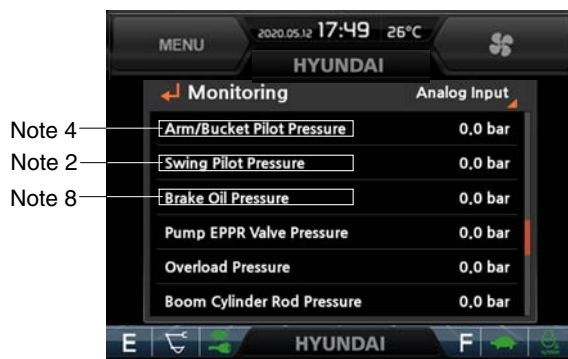 MENU 2020.05.12 17:49 26°C
HYUNDAI
Monitoring Analog Input
Note 4 Arm/Bucket Pilot Pressure 0.0 bar
Note 2 Swing Pilot Pressure 0.0 bar
Note 8 Brake Oil Pressure 0.0 bar
Pump EPPR Valve Pressure 0.0 bar
Overload Pressure 0.0 bar
Boom Cylinder Rod Pressure 0.0 bar
E HYUNDAI F